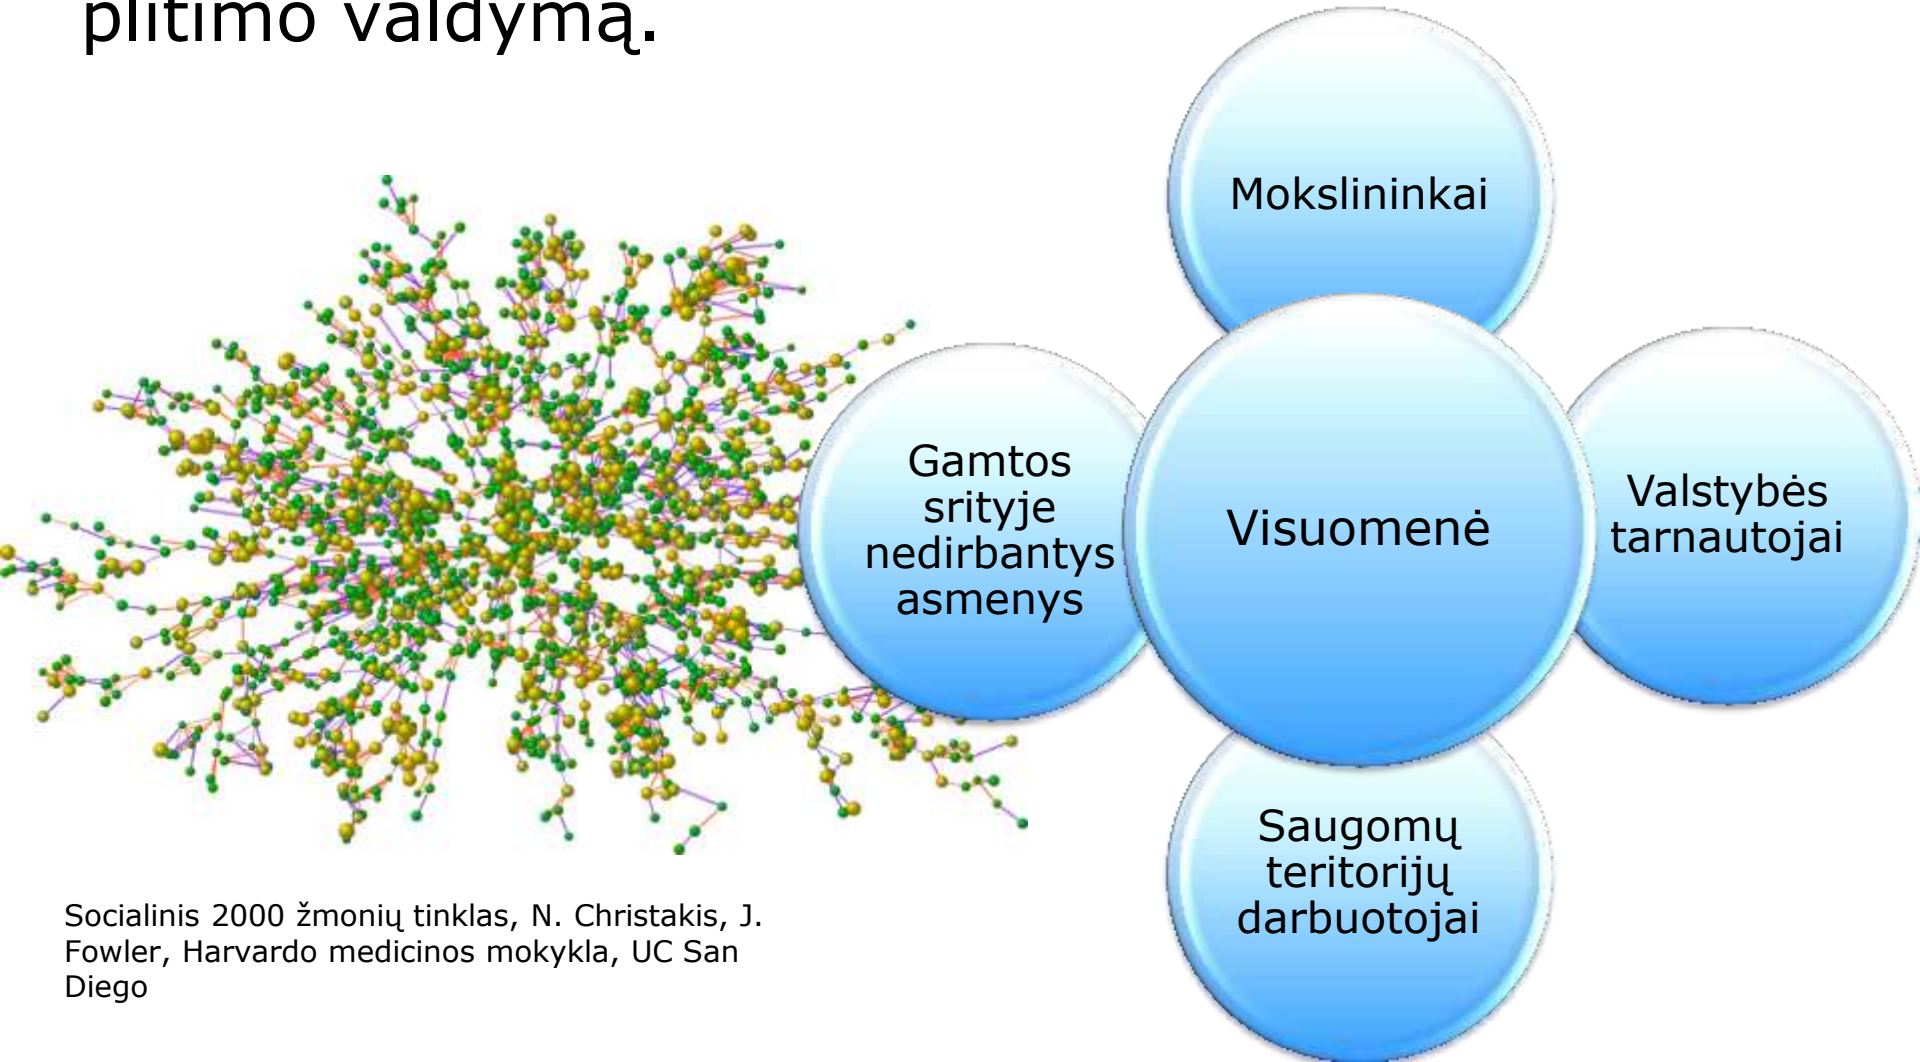 plitimo valdymą.
Mokslininkai
Gamtos
srityje
nedirbantys
asmenys
Visuomenė
Valstybės
tarnautojai
Saugomų
teritorijų
darbuotojai
Socialinis 2000 žmonių tinklas, N. Christakis, J.
Fowler, Harvardo medicinos mokykla, UC San
Diego